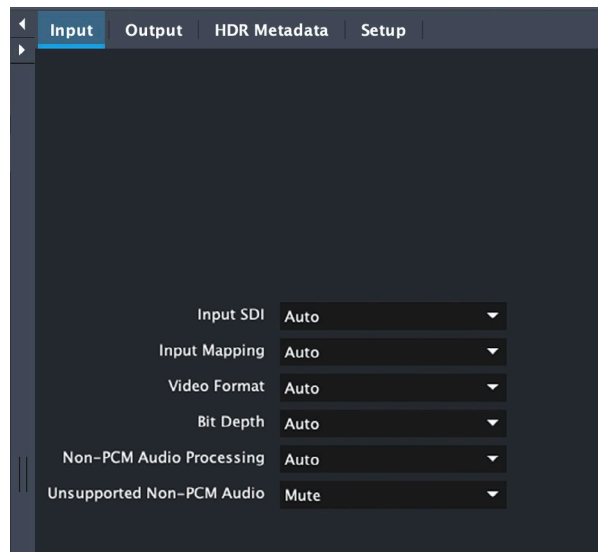 Input Output HDR Metadata Setup
Input SDI Auto
Input Mapping Auto
Video Format Auto
Bit Depth Auto
Non-PCM Audio Processing Auto
Unsupported Non-PCM Audio Mute